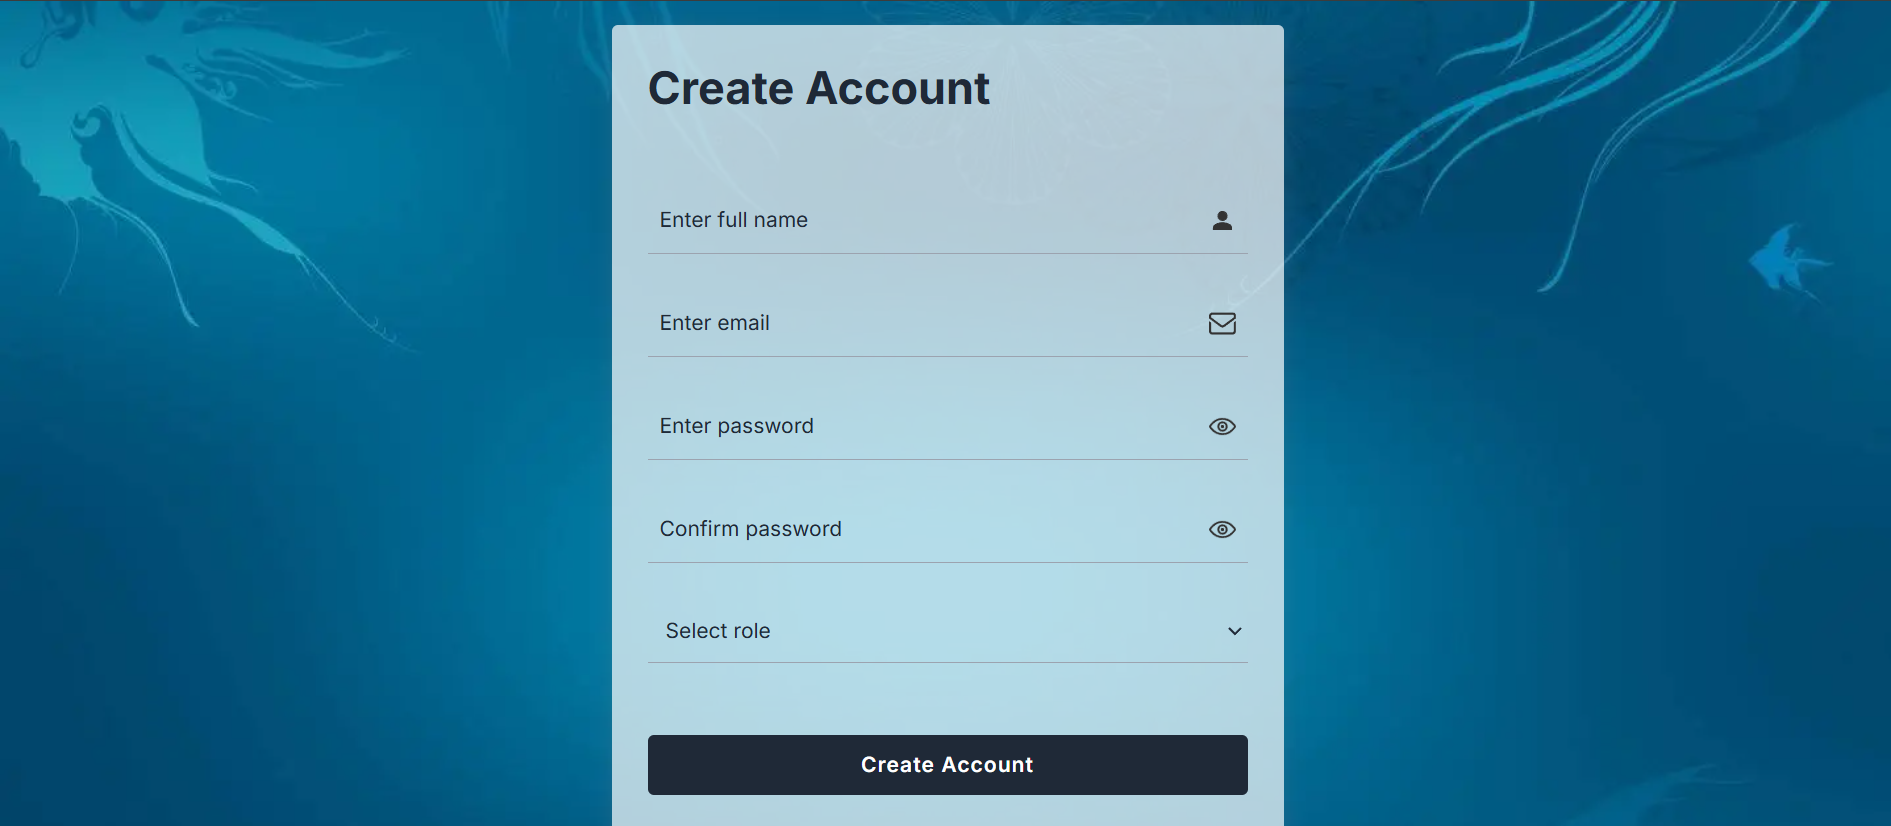 Create Account
Enter full name
Enter email
Enter password
Confirm password
Select role
Create Account